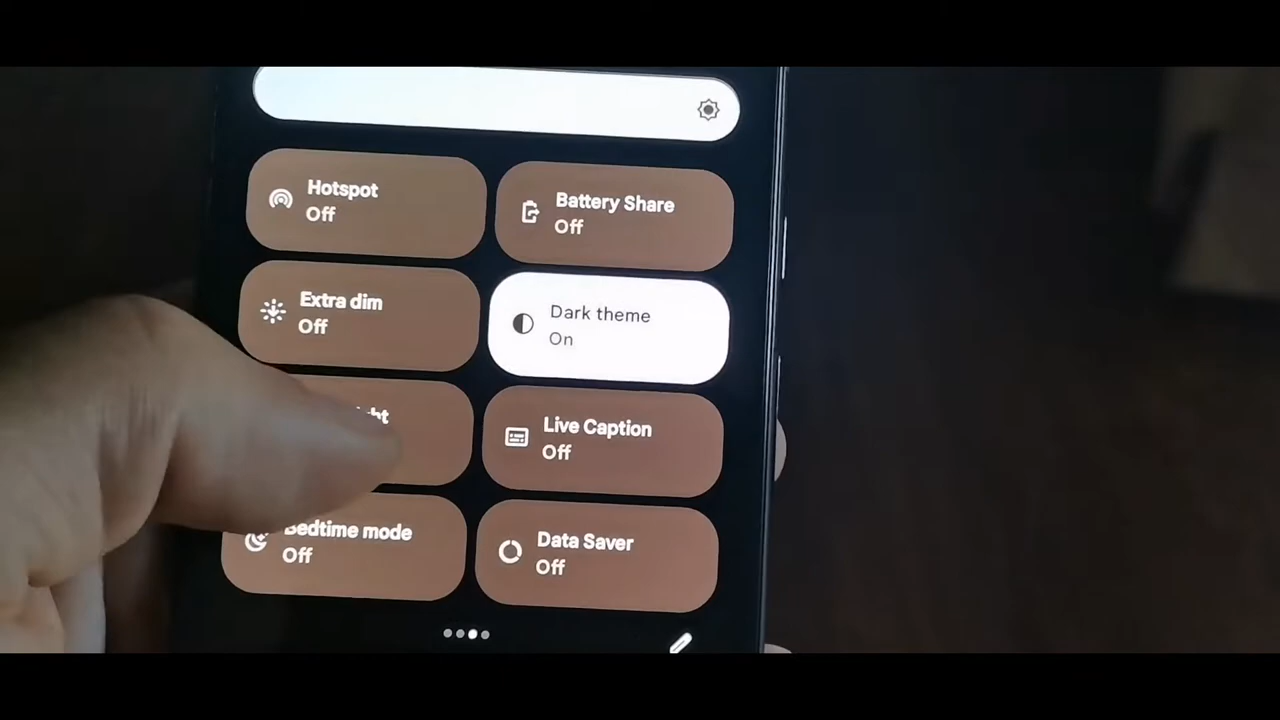 Hotspot
Off
Battery Share
Off
Extra dim
Off
Dark theme
On
Live Caption
Off
Bedtime mode
Off
Data Saver
Off